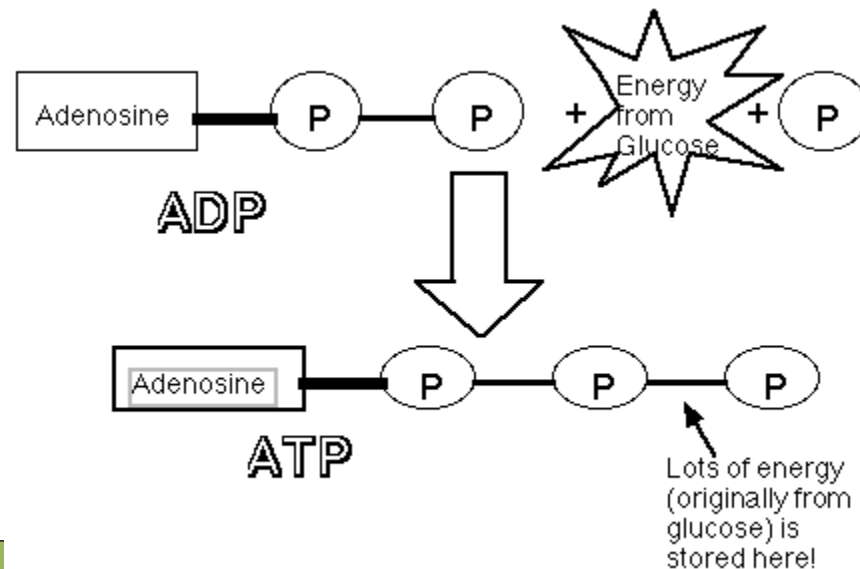 Adenosine P P + Energy from Glucose + P
ADP
Adenosine P P P
ATP
Lots of energy
(originally from
glucose) is
stored here!